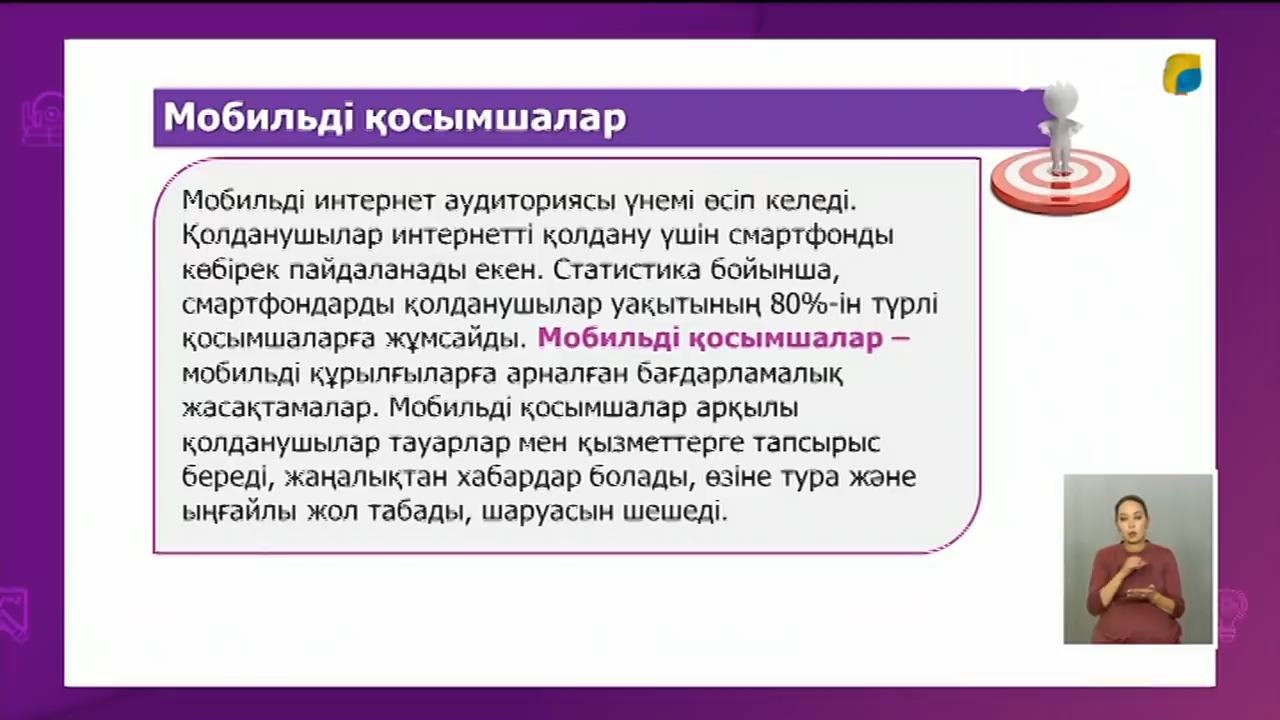 Мобильді қосымшалар
Мобильді интернет аудиториясы үнемі өсіп келеді.
Қолданушылар интернетті қолдану үшін смартфонды
көбірек пайдаланады екен. Статистика бойынша,
смартфондарды қолданушылар уақытының 80%-ін түрлі
қосымшаларға жұмсайды. Мобильді қосымшалар –
мобильді құрылғыларға арналған бағдарламалық
жасақтамалар. Мобильді қосымшалар арқылы
қолданушылар тауарлар мен қызметтерге тапсырыс
береді, жаңалықтан хабардар болады, өзіне тура және
ыңғайлы жол табады, шаруасын шешеді.